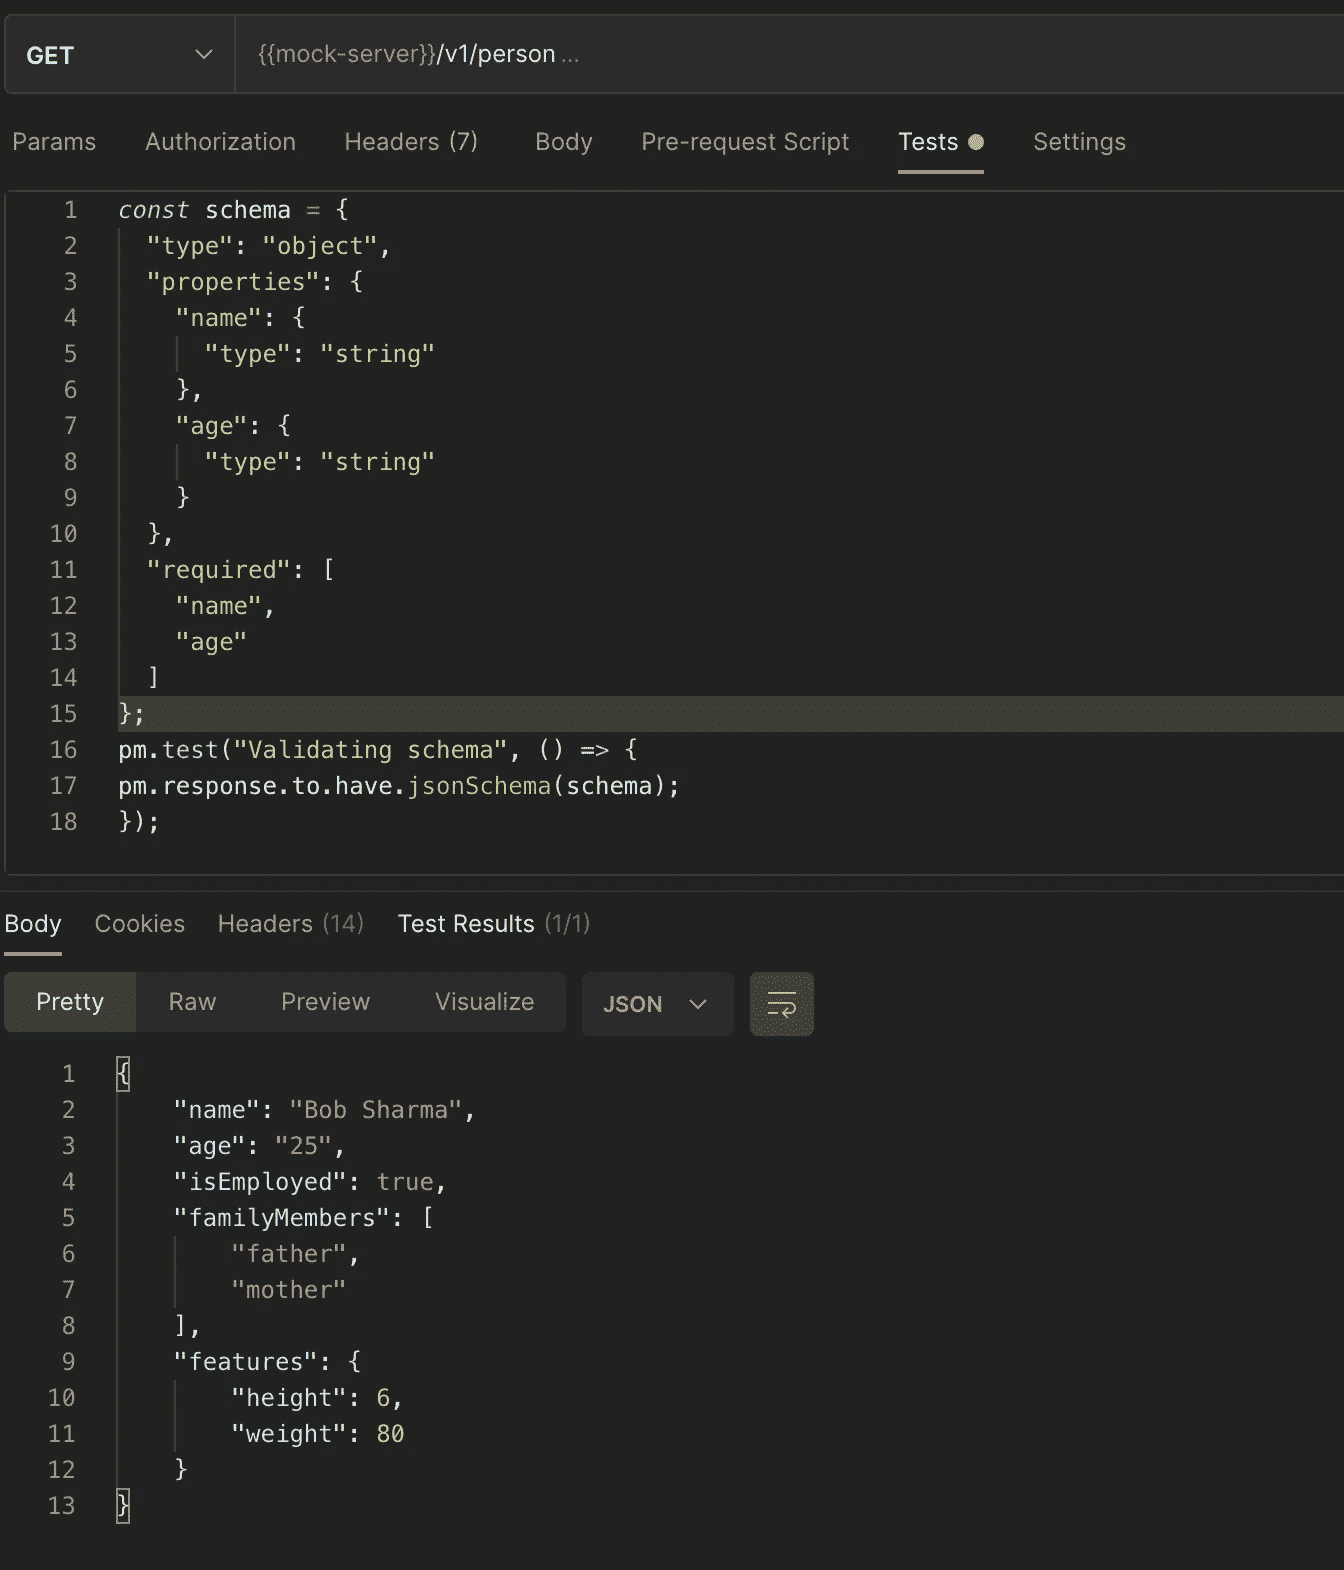 GET {{mock-server}}/v1/person ...
Params Authorization Headers (7) Body Pre-request Script Tests Settings
1 const schema = {
2 "type": "object",
3 "properties": {
4 "name": {
5 "type": "string"
6 },
7 "age": {
8 "type": "string"
9 }
10 },
11 "required": [
12 "name",
13 "age"
14 ]
15 };
16 pm.test("Validating schema", () => {
17 pm.response.to.have.jsonSchema(schema);
18 });
Body Cookies Headers (14) Test Results (1/1)
Pretty Raw Preview Visualize JSON
1 {
2 "name": "Bob Sharma",
3 "age": "25",
4 "isEmployed": true,
5 "familyMembers": [
6 "father",
7 "mother"
8 ],
9 "features": {
10 "height": 6,
11 "weight": 80
12 }
13 }